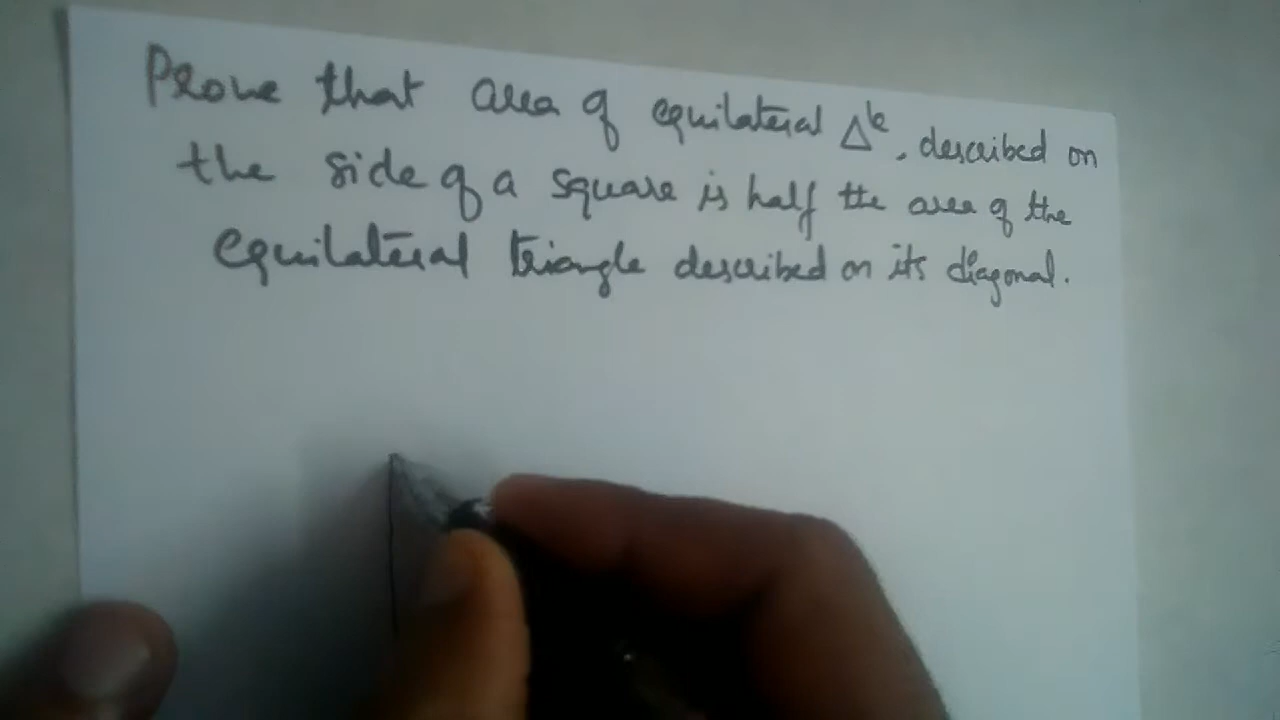 Prove that area of equilateral Δle, described on
the side of a square is half the area of the
equilateral triangle described on its diagonal.